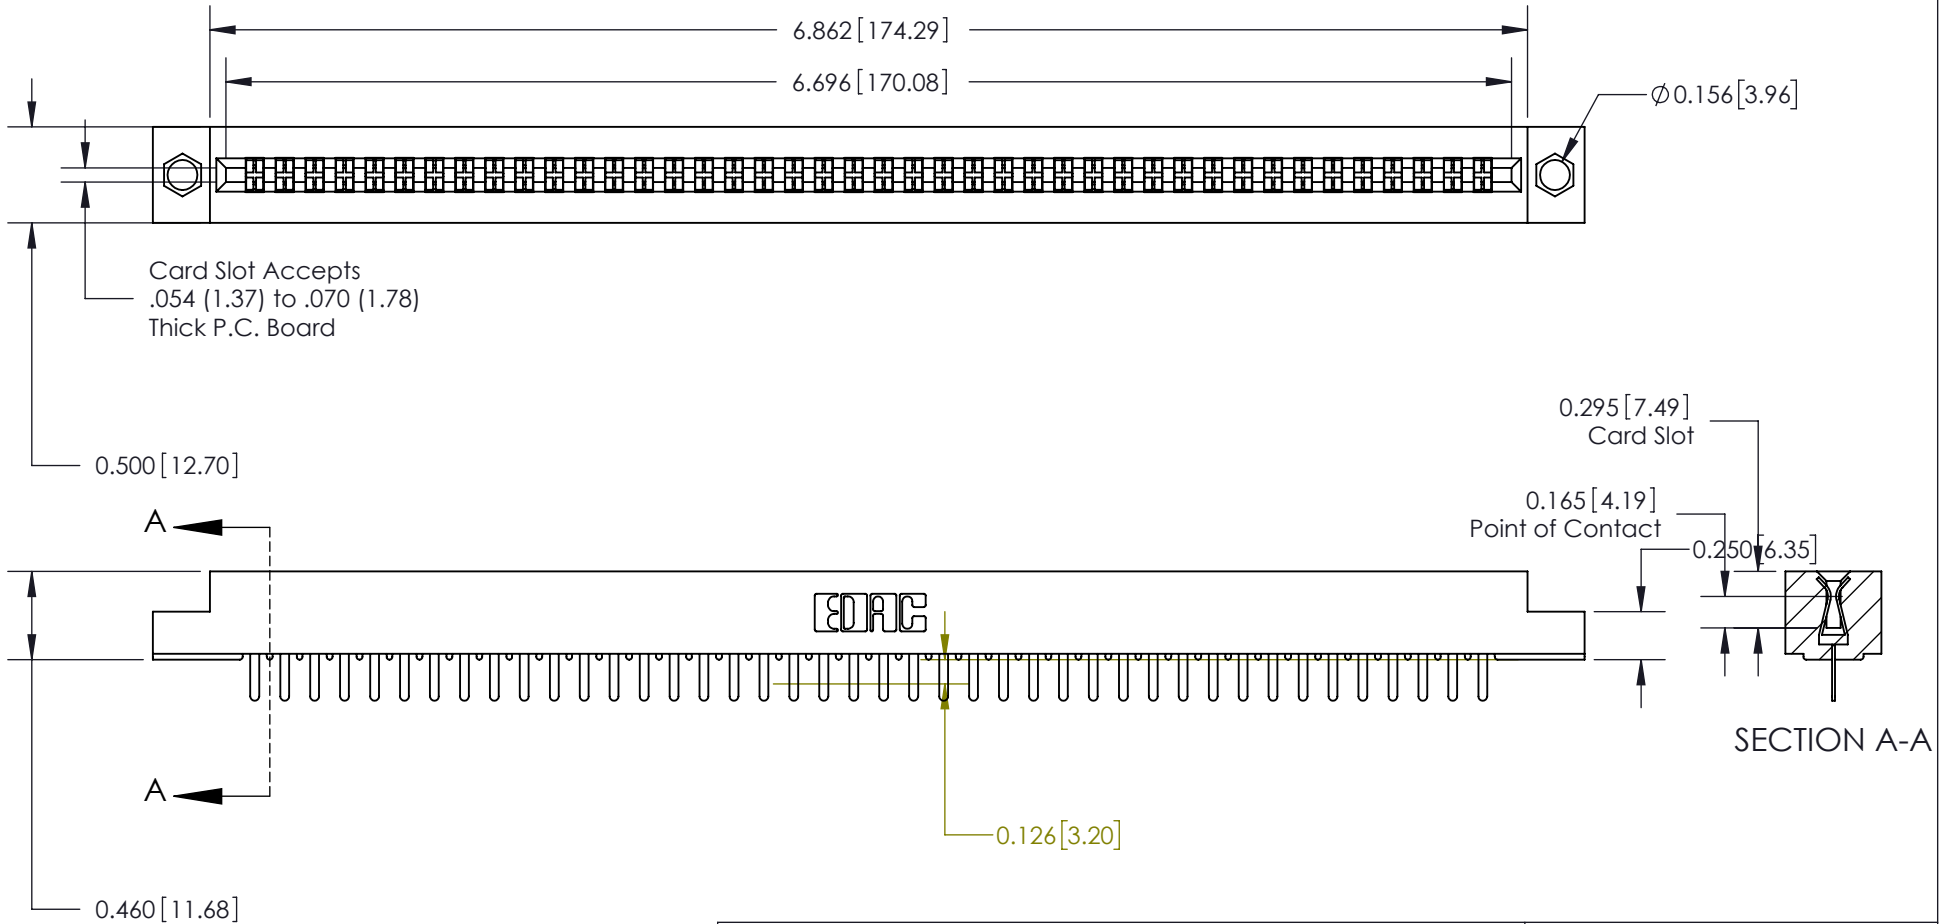 6.862[174.29]
6.696[170.08]
Ø0.156[3.96]
Card Slot Accepts
.054 (1.37) to .070 (1.78)
Thick P.C. Board
0.295[7.49]
Card Slot
0.500[12.70]
0.165[4.19]
Point of Contact
A
0.250[6.35]
EDAC
SECTION A-A
A
0.126[3.20]
0.460[11.68]